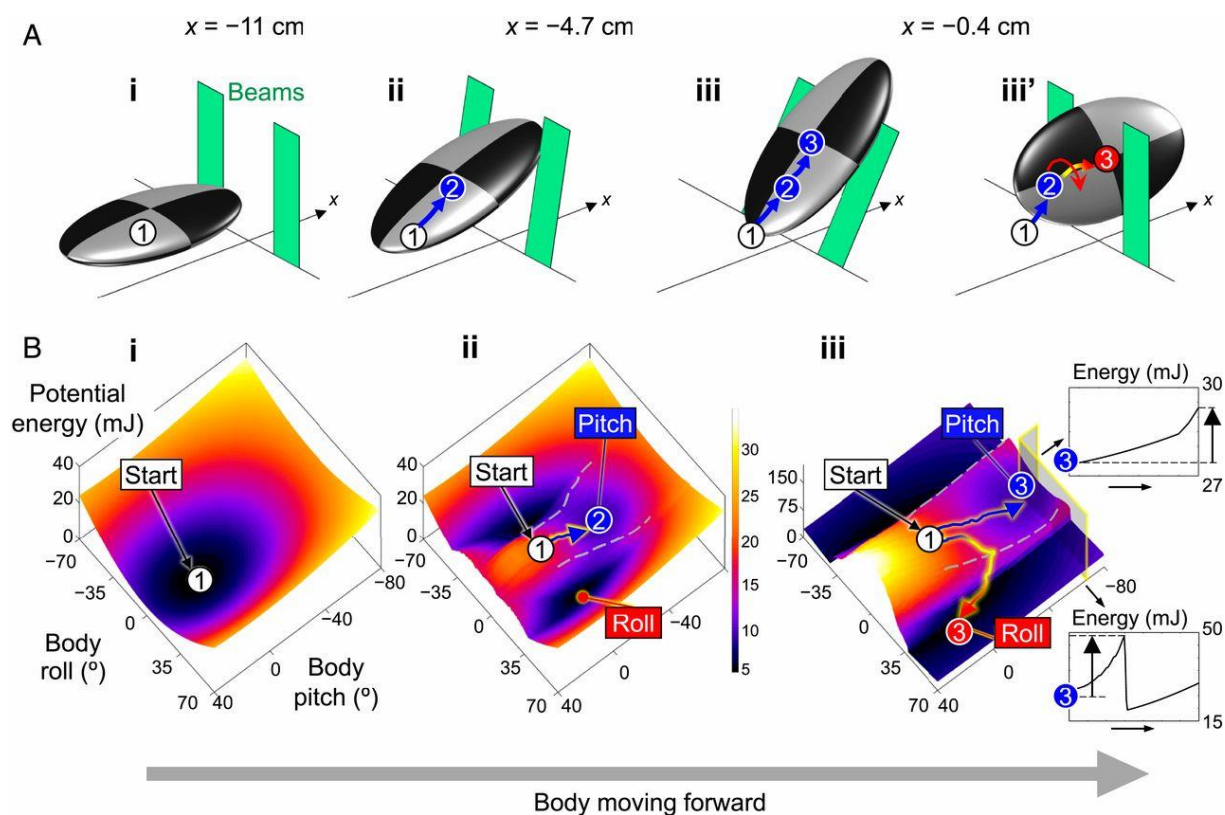 A
x = −11 cm
x = −4.7 cm
x = −0.4 cm
i
ii
iii
iii'
Beams
1
x
1
2
x
1
2
3
x
1
2
3
x
B
i
ii
iii
Potential
energy (mJ)
40
20
0
−70
−35
0
35
70
40
0
−40
−80
Body
roll (º)
Body
pitch (º)
Start
1
40
20
0
−70
−35
0
35
70
40
0
−40
Start
1
Pitch
2
Roll
30
25
20
15
10
5
150
75
0
−70
−35
0
35
70
40
0
−80
Start
1
Pitch
3
3
Roll
Energy (mJ)
30
3
27
Energy (mJ)
50
3
15
Body moving forward